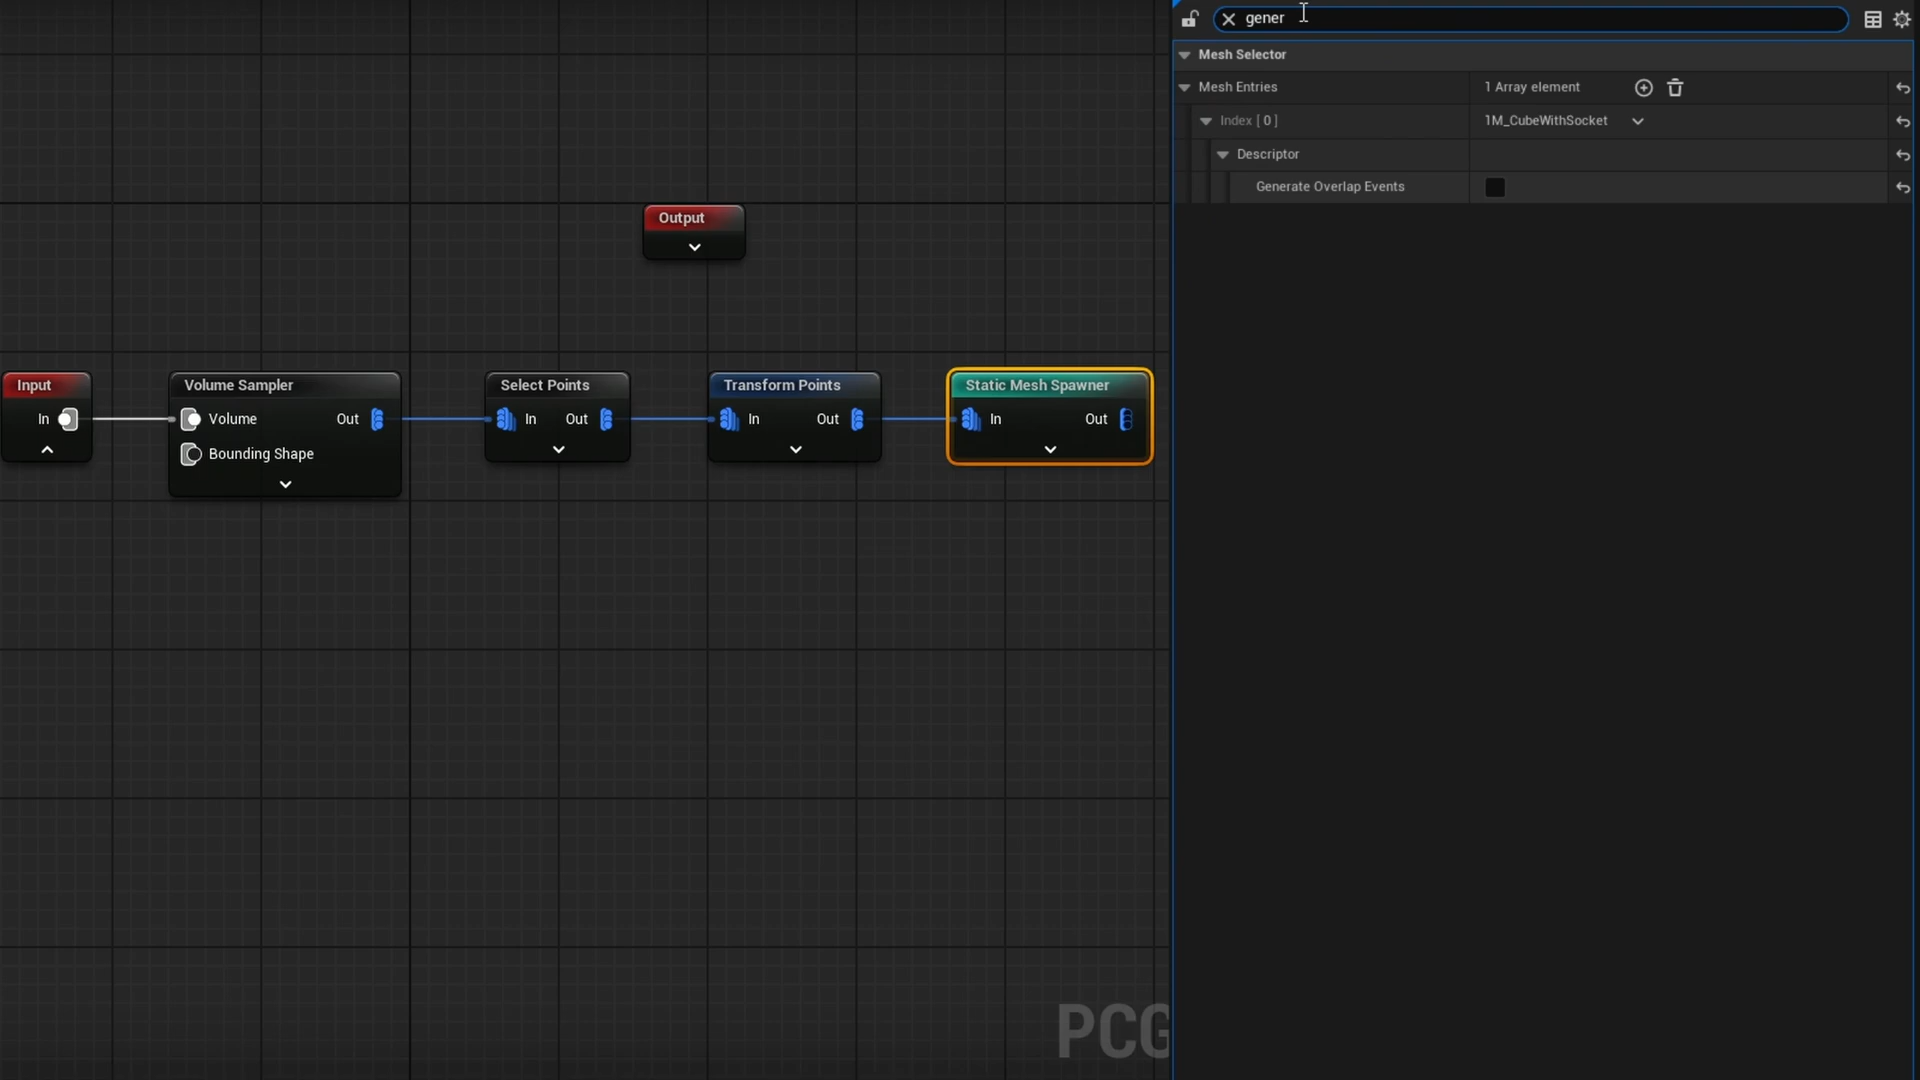 gener
Mesh Selector
Mesh Entries 1 Array element
Index [ 0 ] 1M_CubeWithSocket
Descriptor
Generate Overlap Events
Output
Input
In
Volume Sampler
Volume Out
Bounding Shape
Select Points
In Out
Transform Points
In Out
Static Mesh Spawner
In Out
PCG